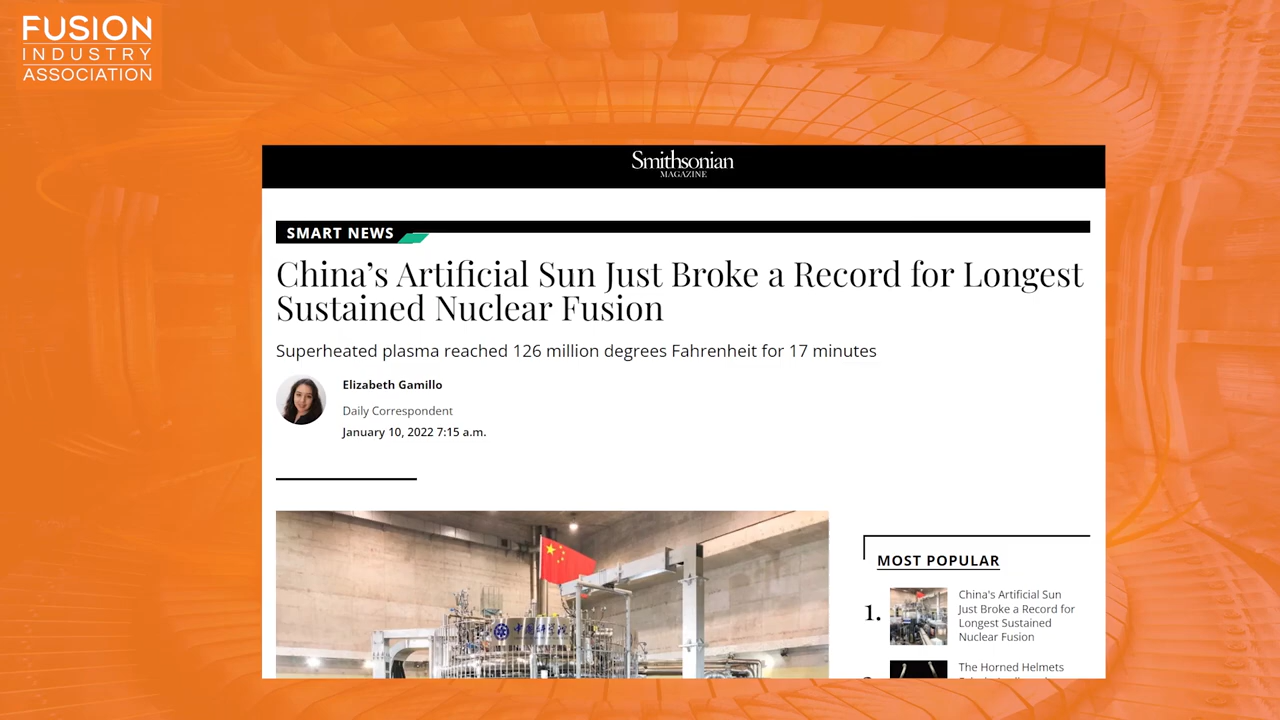 FUSION
INDUSTRY
ASSOCIATION
Smithsonian
MAGAZINE
SMART NEWS
China’s Artificial Sun Just Broke a Record for Longest
Sustained Nuclear Fusion
Superheated plasma reached 126 million degrees Fahrenheit for 17 minutes
Elizabeth Gamillo
Daily Correspondent
January 10, 2022 7:15 a.m.
MOST POPULAR
1.
China's Artificial Sun
Just Broke a Record for
Longest Sustained
Nuclear Fusion
The Horned Helmets